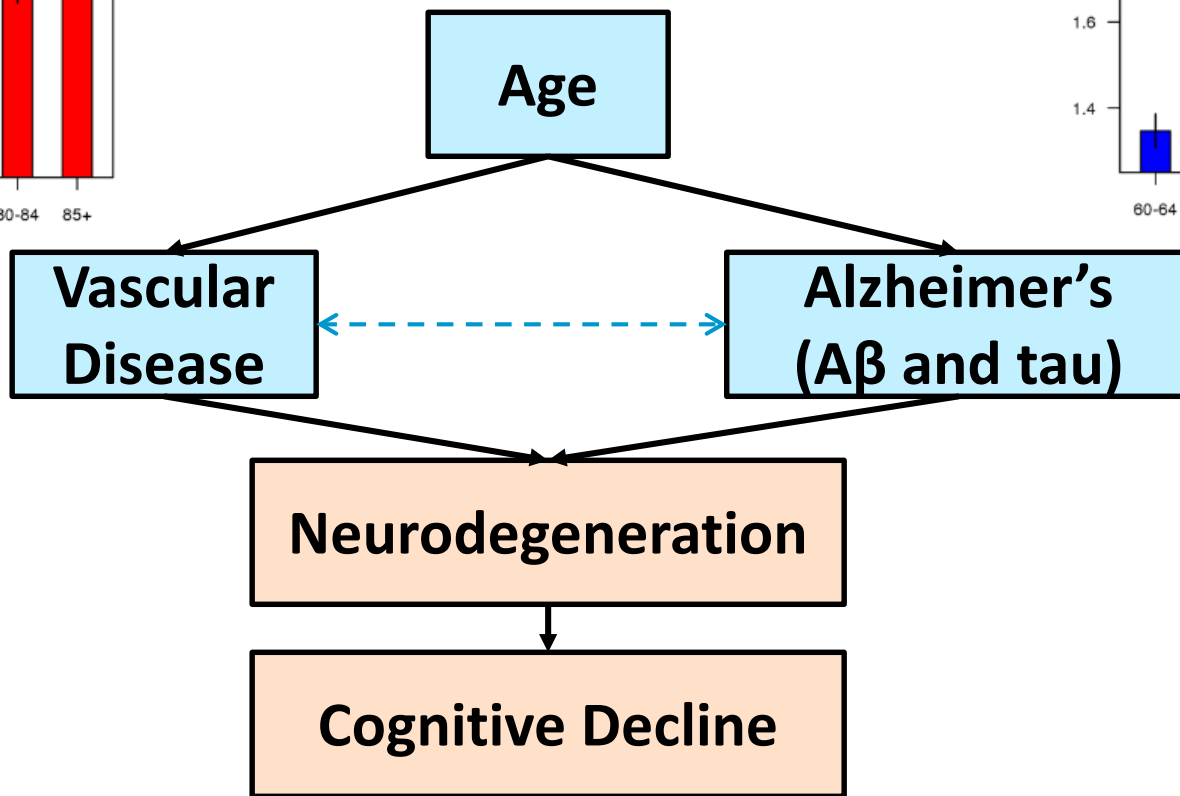 Age
1.6
1.4
80-84 85+
60-64
Vascular
Disease
Alzheimer’s
(Aβ and tau)
Neurodegeneration
Cognitive Decline